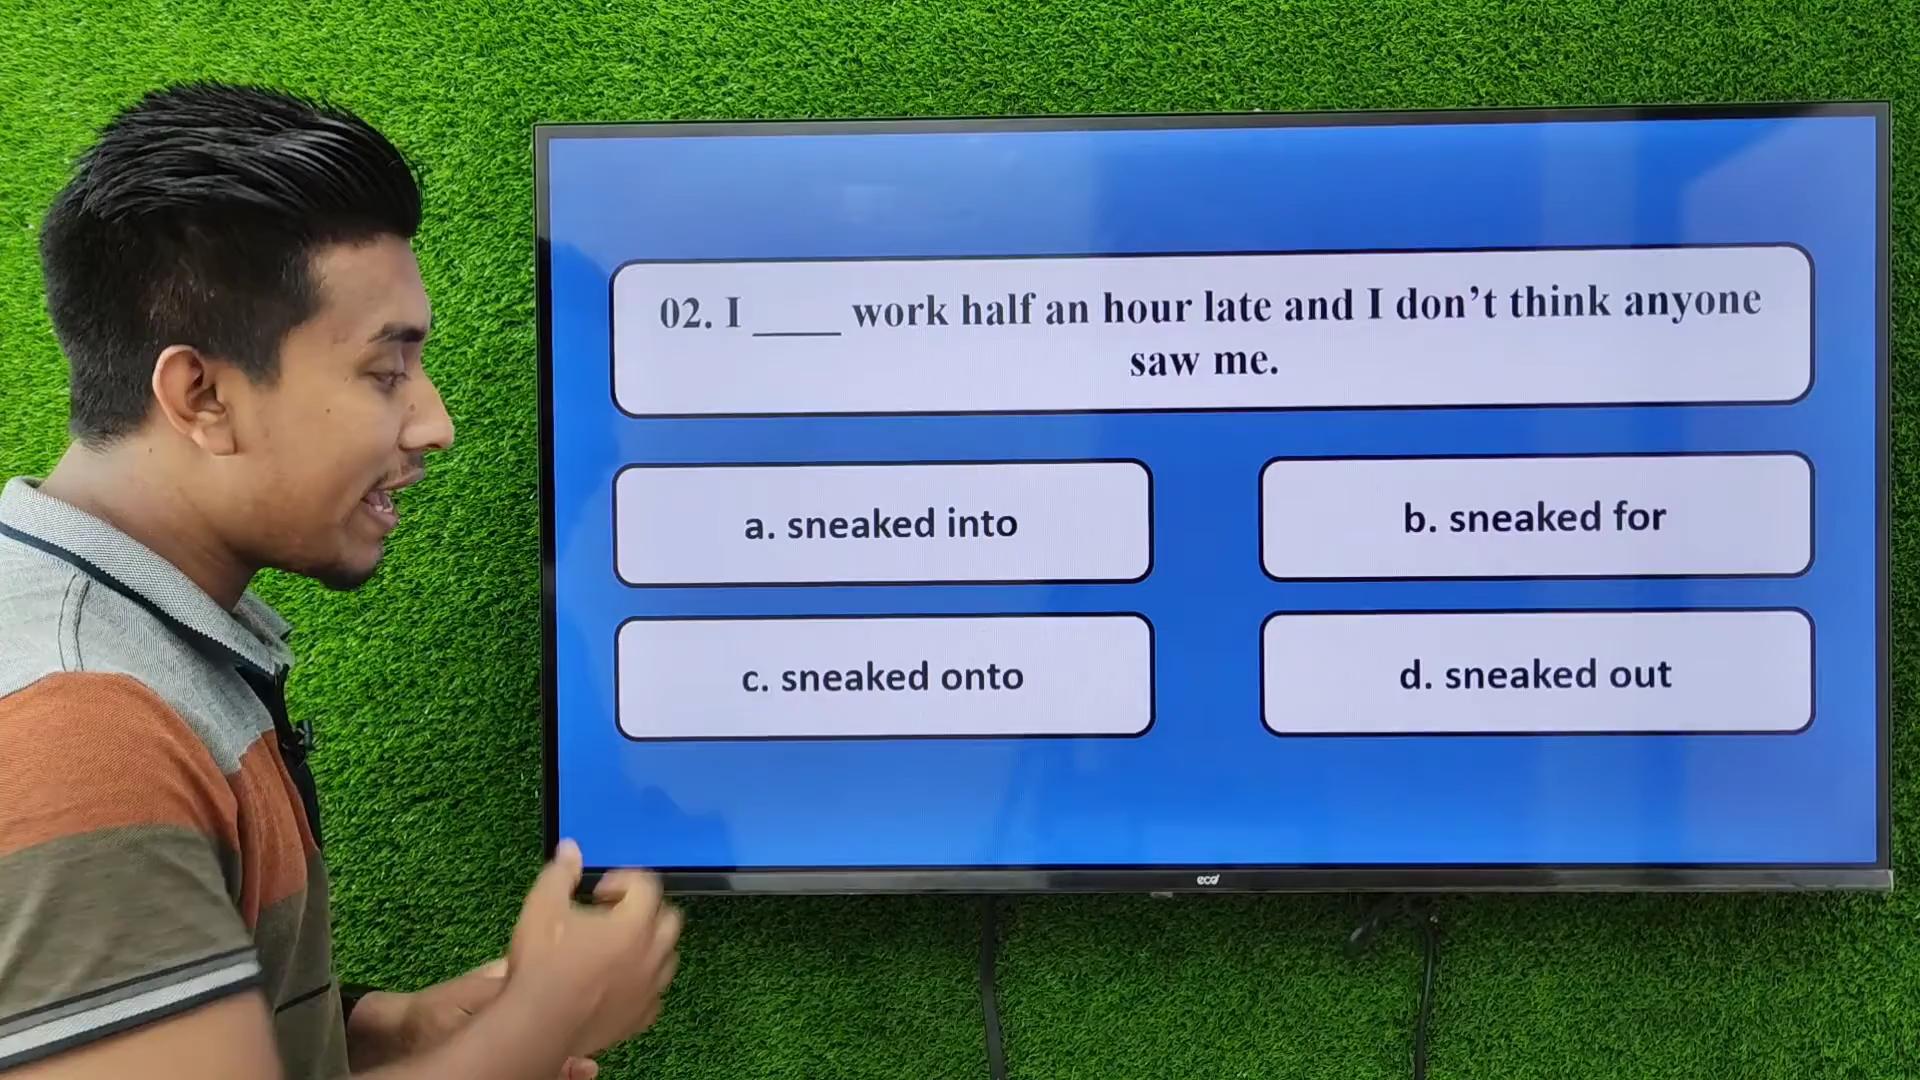 02. I ____ work half an hour late and I don’t think anyone
saw me.
a. sneaked into
b. sneaked for
c. sneaked onto
d. sneaked out
eco+